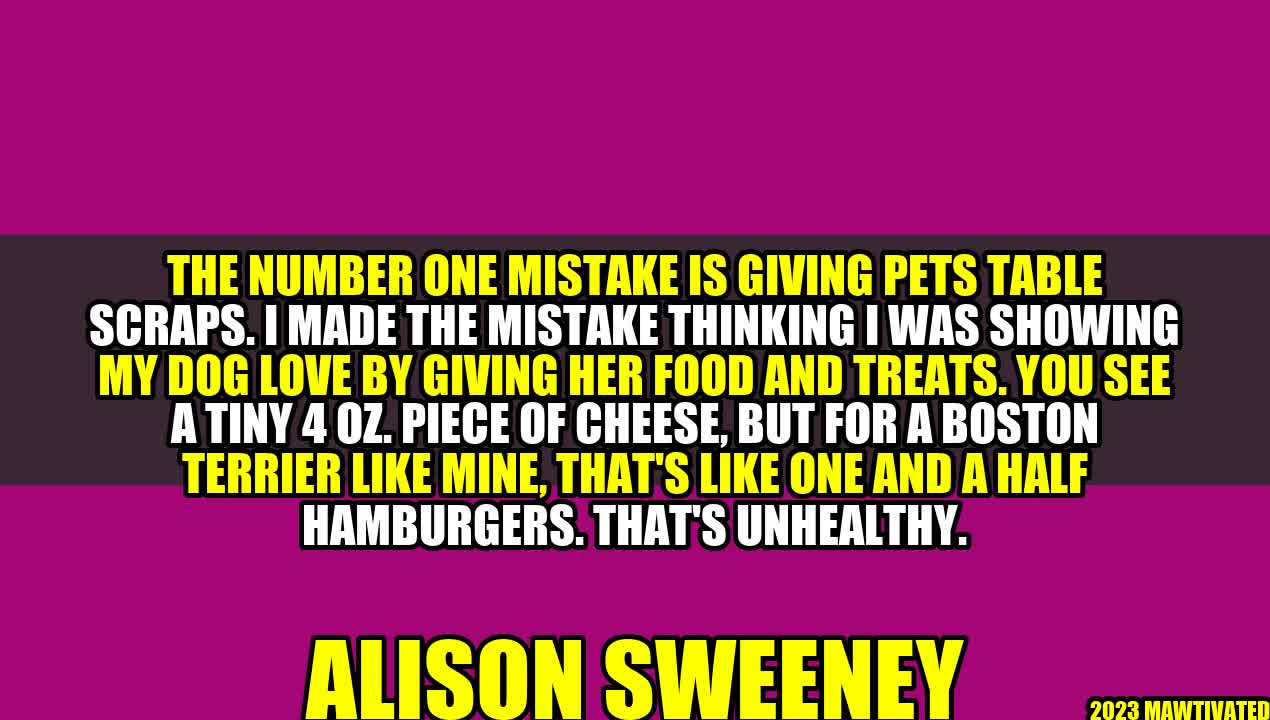 THE NUMBER ONE MISTAKE IS GIVING PETS TABLE
SCRAPS. I MADE THE MISTAKE THINKING I WAS SHOWING
MY DOG LOVE BY GIVING HER FOOD AND TREATS. YOU SEE
A TINY 4 OZ. PIECE OF CHEESE, BUT FOR A BOSTON
TERRIER LIKE MINE, THAT'S LIKE ONE AND A HALF
HAMBURGERS. THAT'S UNHEALTHY.
ALISON SWEENEY
2023 MAWTIVATED